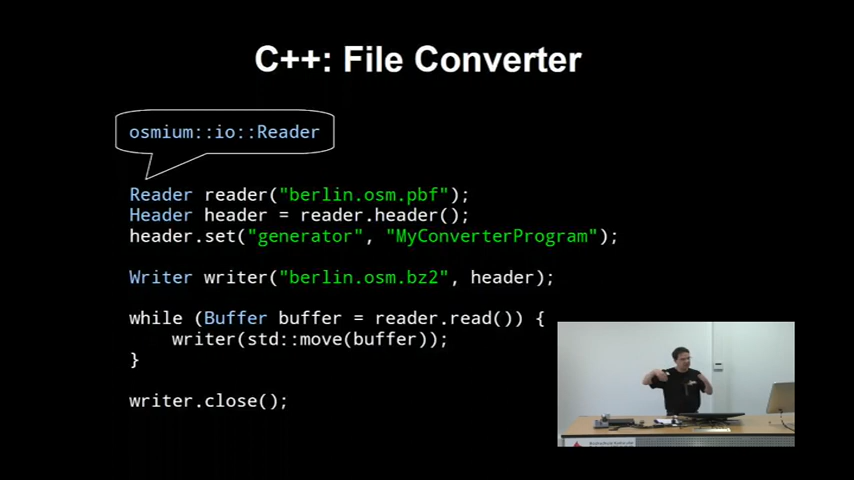 C++: File Converter
osmium::io::Reader
Reader reader("berlin.osm.pbf");
Header header = reader.header();
header.set("generator", "MyConverterProgram");
Writer writer("berlin.osm.bz2", header);
while (Buffer buffer = reader.read()) {
writer(std::move(buffer));
}
writer.close();